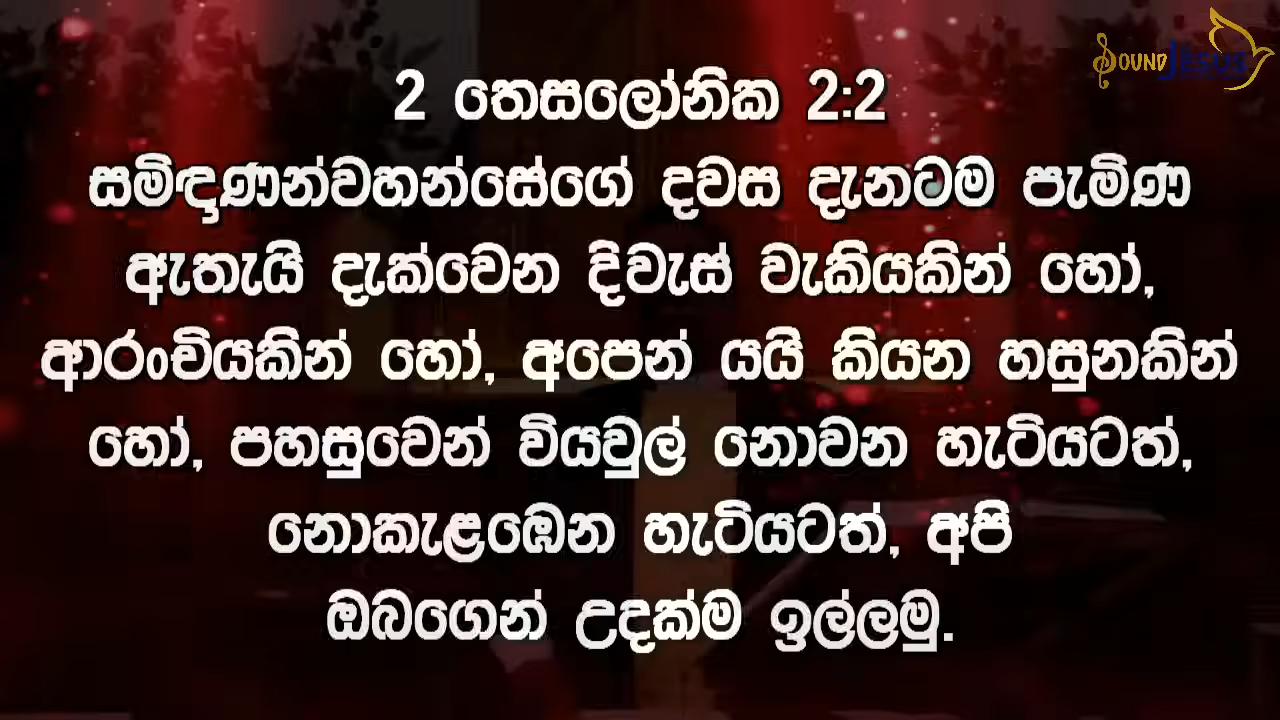 SOUND JESUS
2 තෙසලෝනික 2:2
සමිඳාණන්වහන්සේගේ දවස දැනටම පැමිණ
ඇතැයි දැක්වෙන දිවැස් වැකියකින් හෝ,
ආරංචියකින් හෝ, අපෙන් යයි කියන හසුනකින්
හෝ, පහසුවෙන් වියවුල් නොවන හැටියටත්,
නොකැළඹෙන හැටියටත්, අපි
ඔබගෙන් උදක්ම ඉල්ලමු.